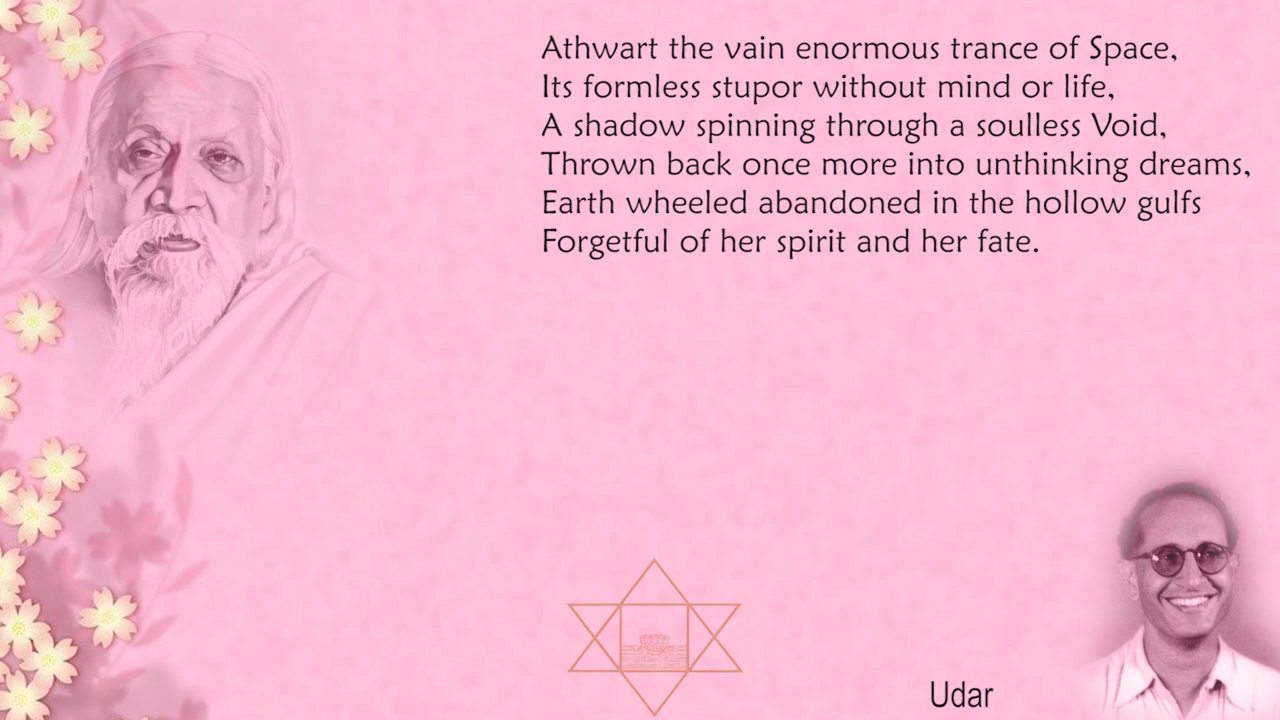 Athwart the vain enormous trance of Space,
Its formless stupor without mind or life,
A shadow spinning through a soulless Void,
Thrown back once more into unthinking dreams,
Earth wheeled abandoned in the hollow gulfs
Forgetful of her spirit and her fate.
Udar